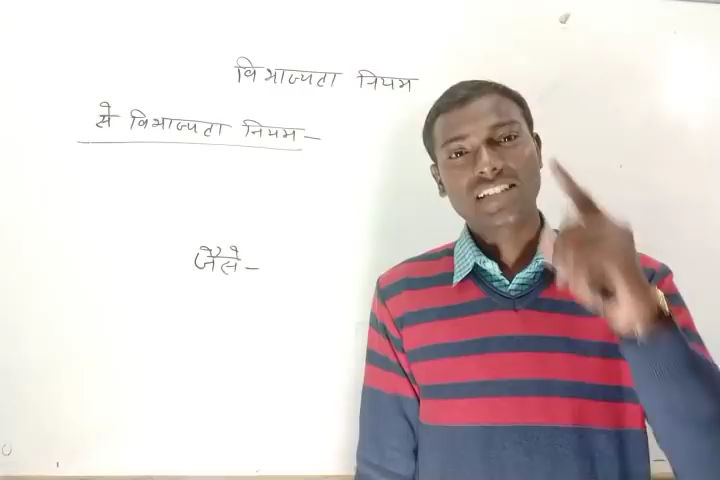 विभाज्यता नियम
से विभाज्यता नियम –
जैसे –